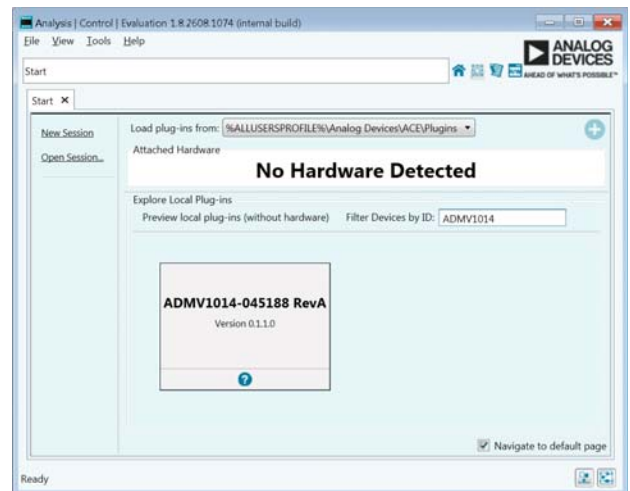 Analysis | Control | Evaluation 1.8.2608.1074 (internal build)
File View Tools Help
ANALOG
DEVICES
AHEAD OF WHAT'S POSSIBLE™
Start
Start ✕
New Session
Open Session...
Load plug-ins from: %ALLUSERSPROFILE%\Analog Devices\ACE\Plugins
Attached Hardware
No Hardware Detected
Explore Local Plug-ins
Preview local plug-ins (without hardware) Filter Devices by ID: ADMV1014
ADMV1014-045188 RevA
Version 0.1.1.0
?
Navigate to default page
Ready